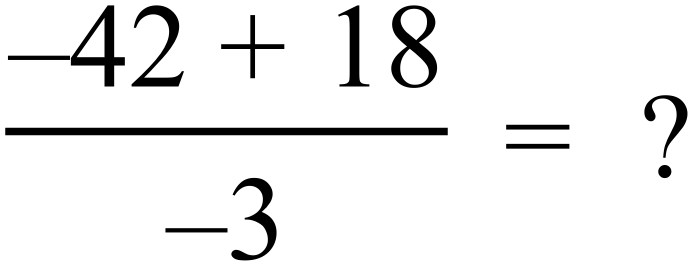 –42 + 18
= ?
–3